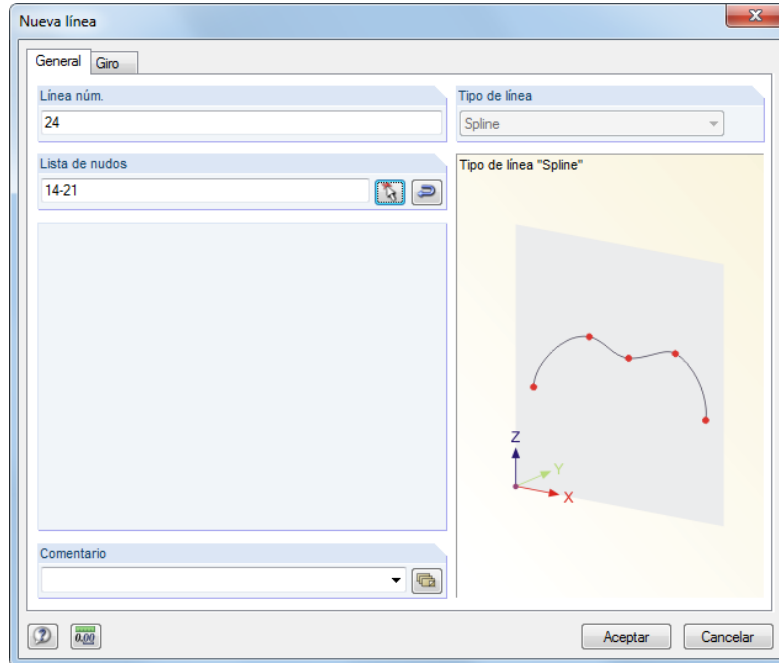 Nueva línea
General
Giro
Línea núm.
24
Tipo de línea
Spline
Lista de nudos
14-21
Tipo de línea "Spline"
Z
Y
X
Comentario
0.00
Aceptar
Cancelar